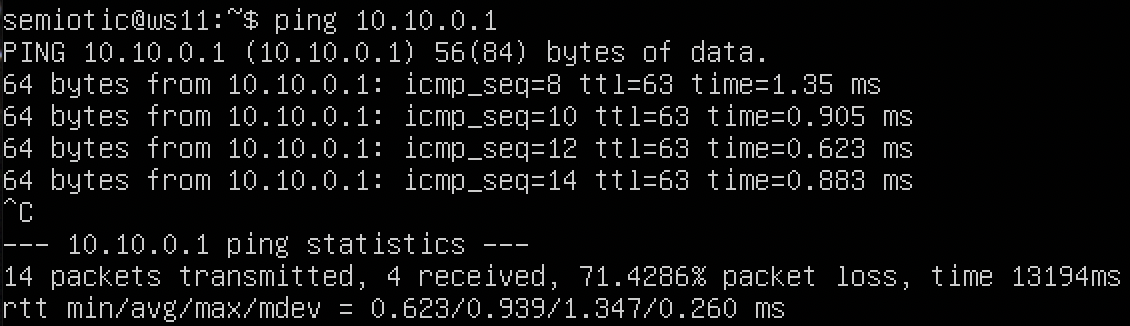 semiotic@ws11:~$ ping 10.10.0.1
PING 10.10.0.1 (10.10.0.1) 56(84) bytes of data.
64 bytes from 10.10.0.1: icmp_seq=8 ttl=63 time=1.35 ms
64 bytes from 10.10.0.1: icmp_seq=10 ttl=63 time=0.905 ms
64 bytes from 10.10.0.1: icmp_seq=12 ttl=63 time=0.623 ms
64 bytes from 10.10.0.1: icmp_seq=14 ttl=63 time=0.883 ms
^C
--- 10.10.0.1 ping statistics ---
14 packets transmitted, 4 received, 71.4286% packet loss, time 13194ms
rtt min/avg/max/mdev = 0.623/0.939/1.347/0.260 ms